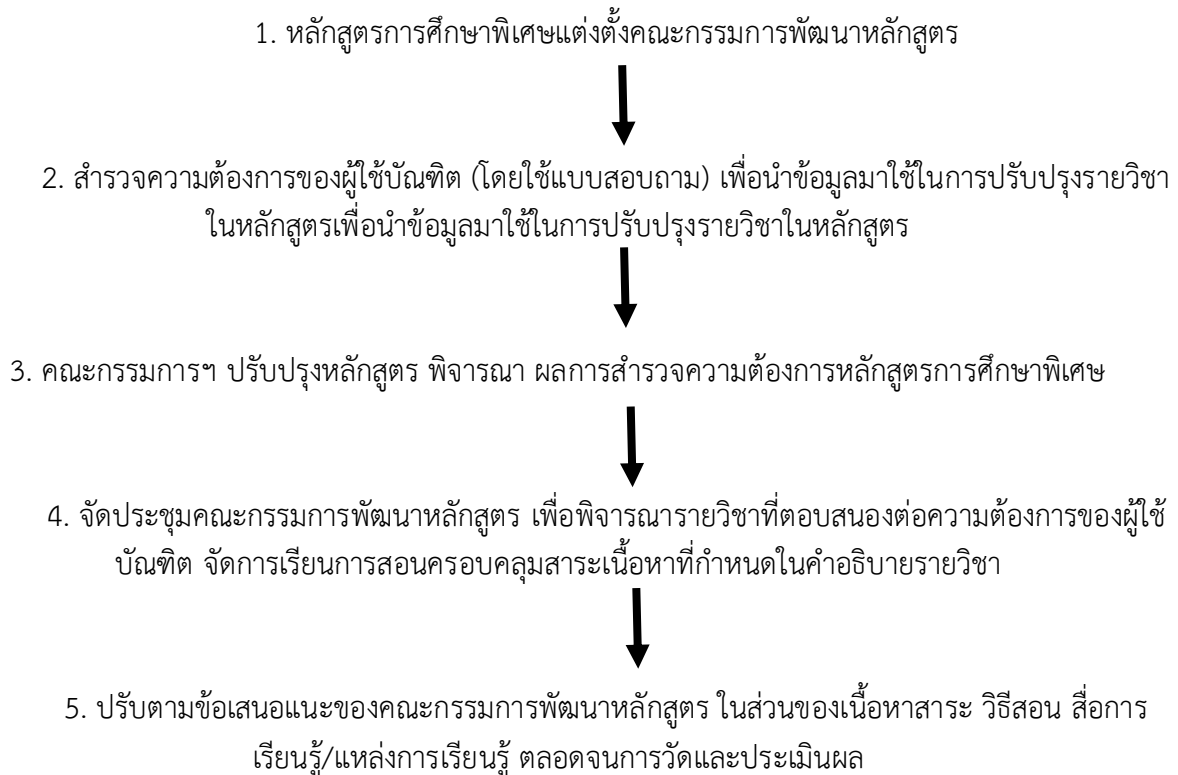 1. หลักสูตรการศึกษาพิเศษแต่งตั้งคณะกรรมการพัฒนาหลักสูตร
2. สำรวจความต้องการของผู้ใช้บัณฑิต (โดยใช้แบบสอบถาม) เพื่อนำข้อมูลมาใช้ในการปรับปรุงรายวิชา
ในหลักสูตรเพื่อนำข้อมูลมาใช้ในการปรับปรุงรายวิชาในหลักสูตร
3. คณะกรรมการฯ ปรับปรุงหลักสูตร พิจารณา ผลการสำรวจความต้องการหลักสูตรการศึกษาพิเศษ
4. จัดประชุมคณะกรรมการพัฒนาหลักสูตร เพื่อพิจารณารายวิชาที่ตอบสนองต่อความต้องการของผู้ใช้
บัณฑิต จัดการเรียนการสอนครอบคลุมสาระเนื้อหาที่กำหนดในคำอธิบายรายวิชา
5. ปรับตามข้อเสนอแนะของคณะกรรมการพัฒนาหลักสูตร ในส่วนของเนื้อหาสาระ วิธีสอน สื่อการ
เรียนรู้/แหล่งการเรียนรู้ ตลอดจนการวัดและประเมินผล